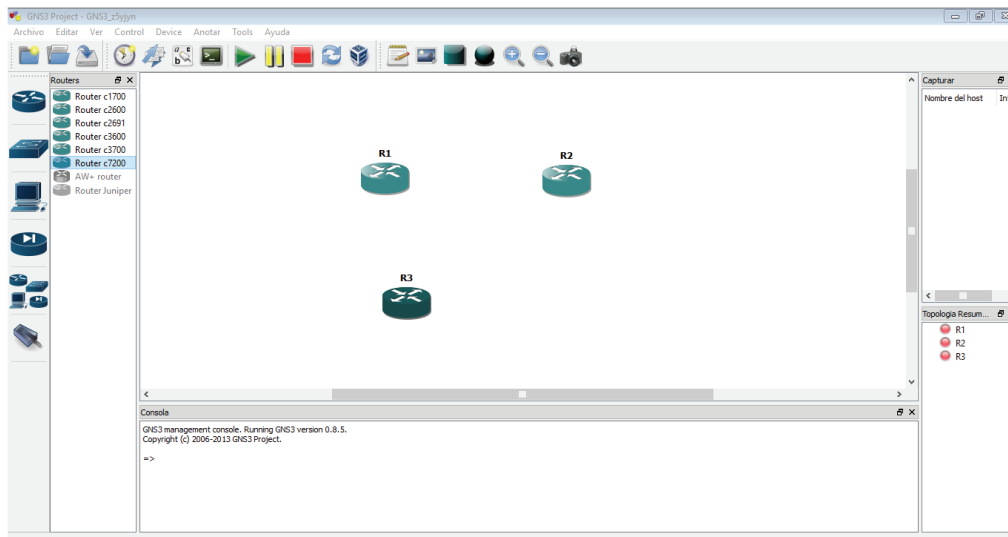 GNS3 Project - GNS3_z5yjyn
Archivo Editar Ver Control Device Anotar Tools Ayuda
Routers
Router c1700
Router c2600
Router c2691
Router c3600
Router c3700
Router c7200
AW+ router
Router Juniper
R1
R2
R3
Capturar
Nombre del host Int
Topologia Resum...
R1
R2
R3
Consola
GNS3 management console. Running GNS3 version 0.8.5.
Copyright (c) 2006-2013 GNS3 Project.
=>